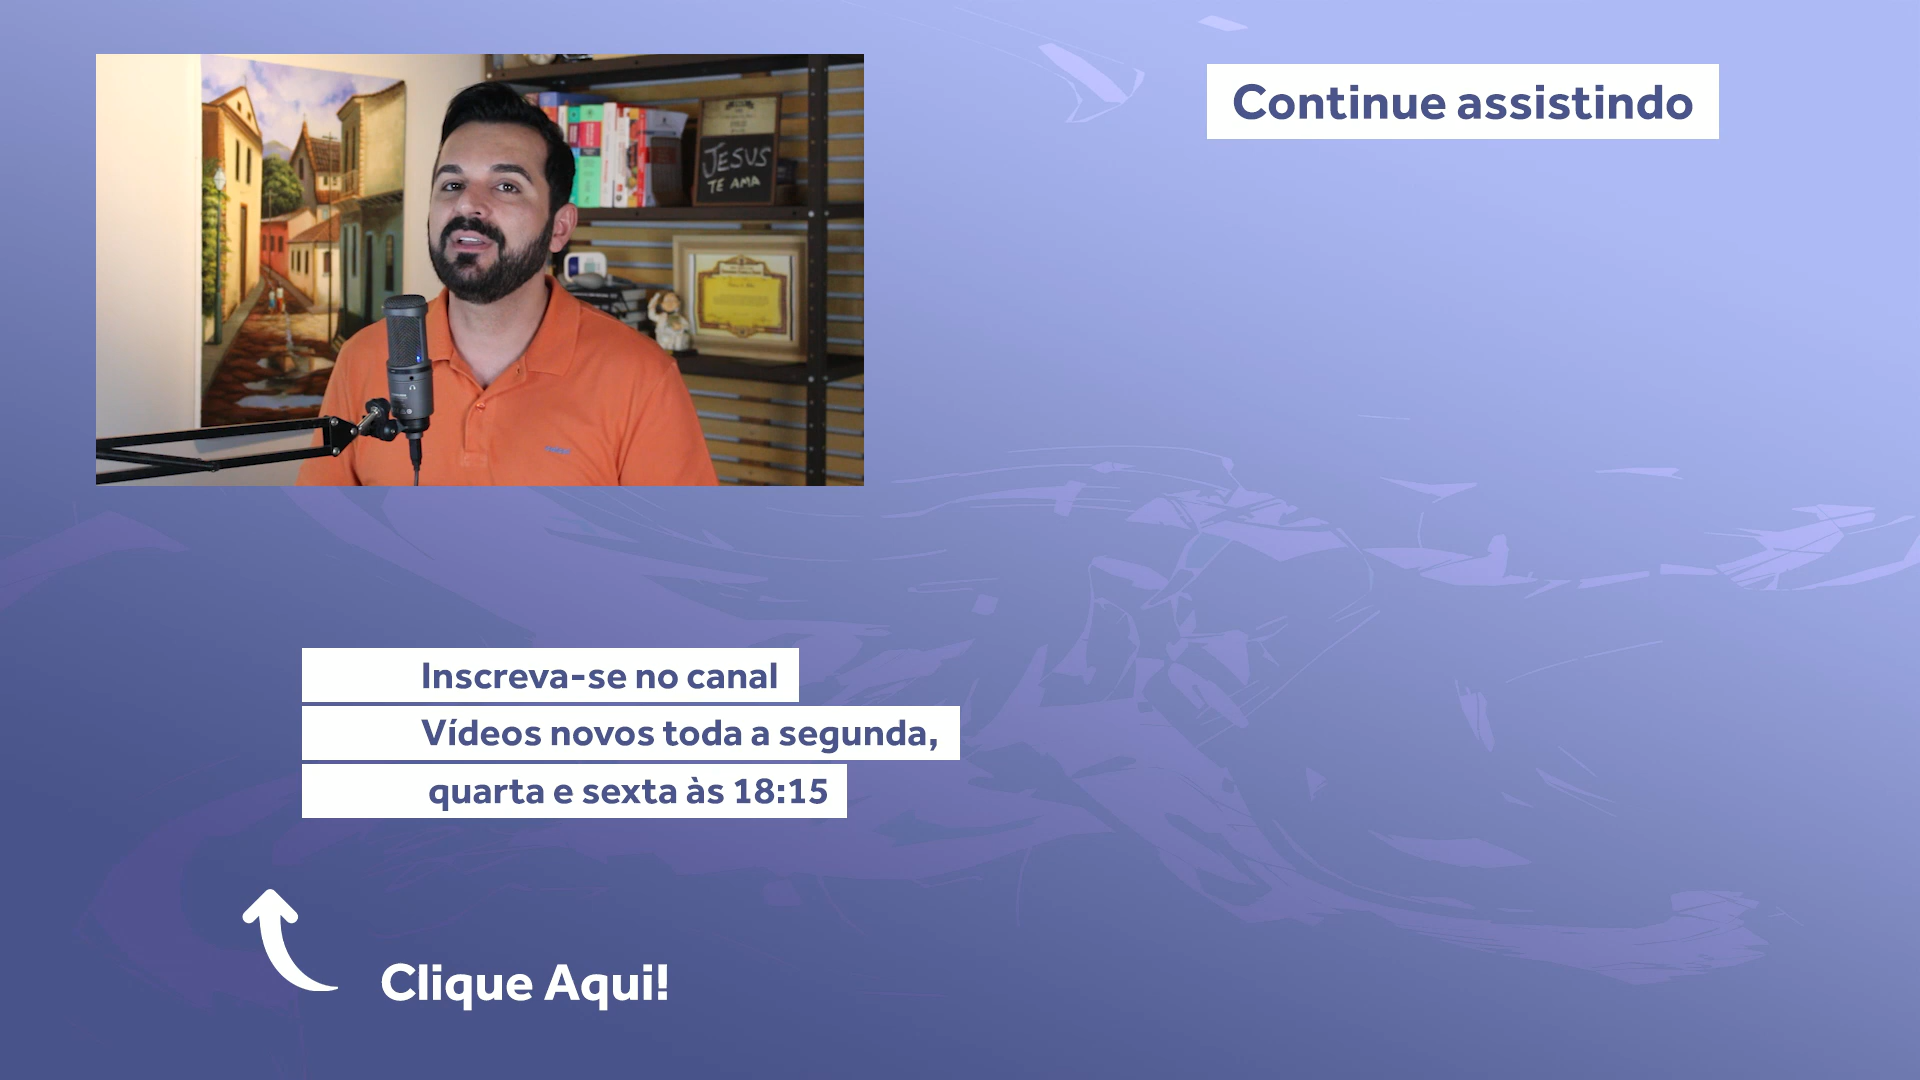 JESUS
TE AMA
Continue assistindo
Inscreva-se no canal
Vídeos novos toda a segunda,
quarta e sexta às 18:15
Clique Aqui!